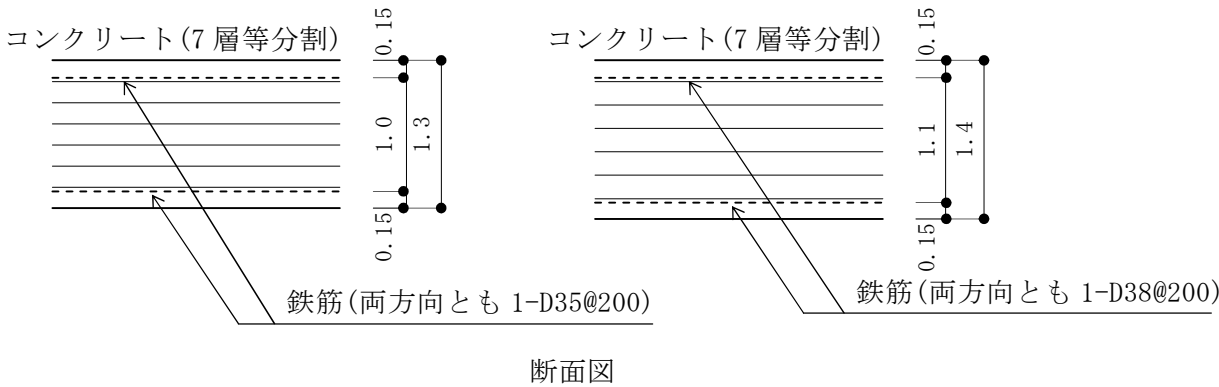 コンクリート(7 層等分割)
0.15
1.0
1.3
0.15
鉄筋(両方向とも 1-D35@200)
コンクリート(7 層等分割)
0.15
1.1
1.4
0.15
鉄筋(両方向とも 1-D38@200)
断面図